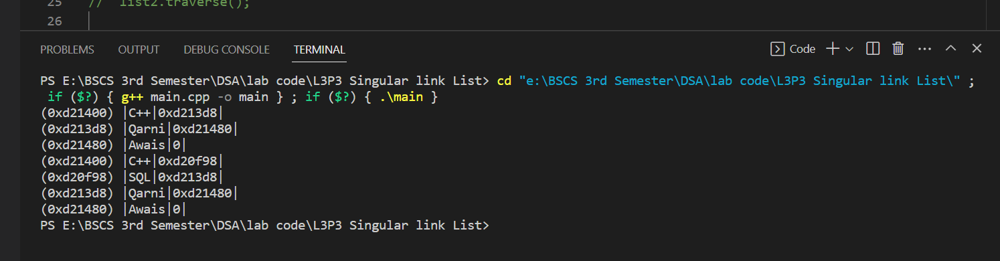 25 // list2.traverse();
26
PROBLEMS OUTPUT DEBUG CONSOLE TERMINAL Code
PS E:\BSCS 3rd Semester\DSA\lab code\L3P3 Singular link List> cd "e:\BSCS 3rd Semester\DSA\lab code\L3P3 Singular link List\" ;
if ($?) { g++ main.cpp -o main } ; if ($?) { .\main }
(0xd21400) |C++|0xd213d8|
(0xd213d8) |Qarni|0xd21480|
(0xd21480) |Awais|0|
(0xd21400) |C++|0xd20f98|
(0xd20f98) |SQL|0xd213d8|
(0xd213d8) |Qarni|0xd21480|
(0xd21480) |Awais|0|
PS E:\BSCS 3rd Semester\DSA\lab code\L3P3 Singular link List>